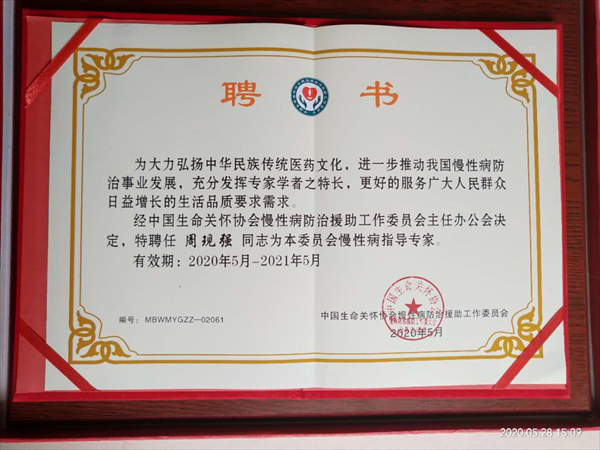 聘 书
为大力弘扬中华民族传统医药文化，进一步推动我国慢性病防
治事业发展，充分发挥专家学者之特长，更好的服务广大人民群众
日益增长的生活品质要求需求。
经中国生命关怀协会慢性病防治援助工作委员会主任办公会决
定，特聘任 周现强 同志为本委员会慢性病指导专家。
有效期：2020年5月-2021年5月
编号：MBWMYGZZ—02061
中国生命关怀协会慢性病防治援助工作委员会
2020年5月
中国生命关怀协会
2020.05.28 15:09